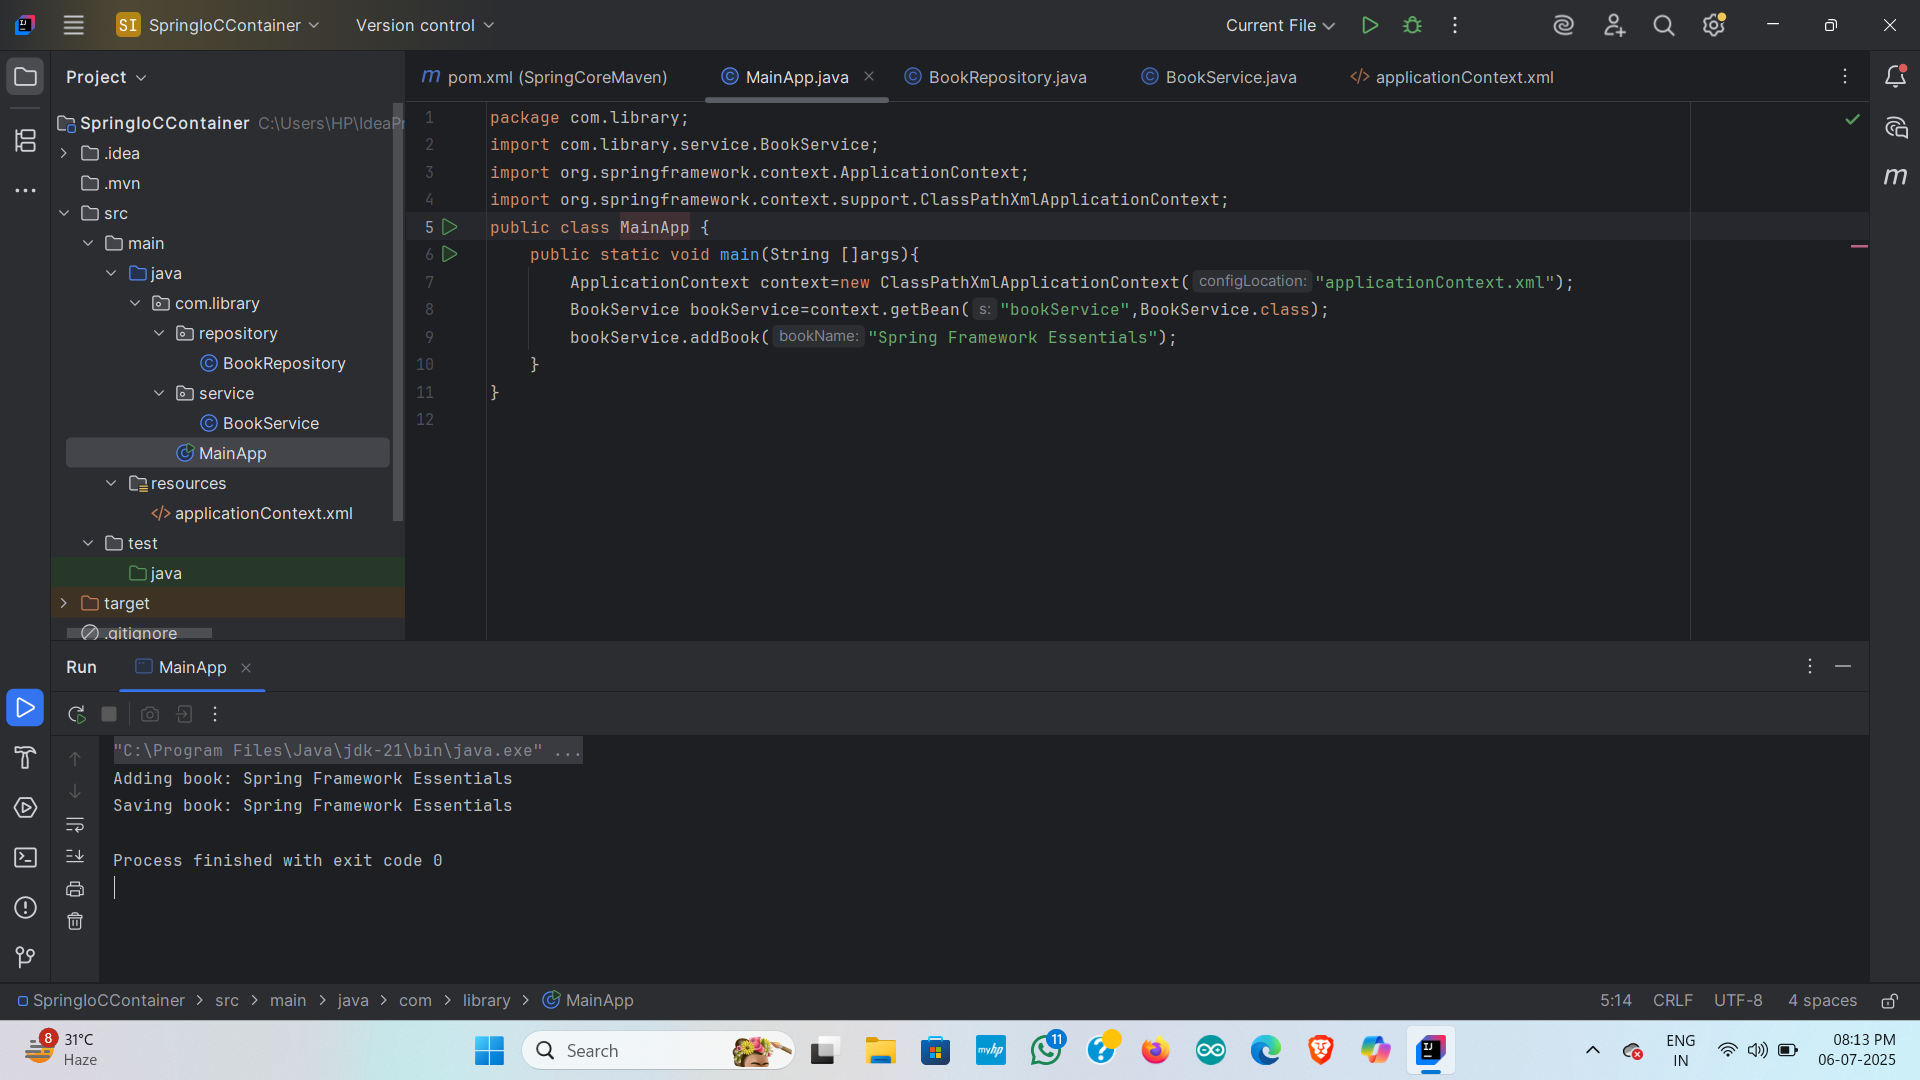 SI SpringIoCContainer Version control Current File
Project
pom.xml (SpringCoreMaven) MainApp.java BookRepository.java BookService.java applicationContext.xml
SpringIoCContainer C:\Users\HP\IdeaPr
.idea
.mvn
src
main
java
com.library
repository
BookRepository
service
BookService
MainApp
resources
applicationContext.xml
test
java
target
.gitignore
1 package com.library;
2 import com.library.service.BookService;
3 import org.springframework.context.ApplicationContext;
4 import org.springframework.context.support.ClassPathXmlApplicationContext;
5 public class MainApp {
6 public static void main(String []args){
7 ApplicationContext context=new ClassPathXmlApplicationContext( configLocation: "applicationContext.xml");
8 BookService bookService=context.getBean( s: "bookService",BookService.class);
9 bookService.addBook( bookName: "Spring Framework Essentials");
10 }
11 }
12
Run MainApp
"C:\Program Files\Java\jdk-21\bin\java.exe" ...
Adding book: Spring Framework Essentials
Saving book: Spring Framework Essentials
Process finished with exit code 0
SpringIoCContainer > src > main > java > com > library > MainApp 5:14 CRLF UTF-8 4 spaces
8 31°C
Haze
Search
myhp
11
ENG
IN
08:13 PM
06-07-2025